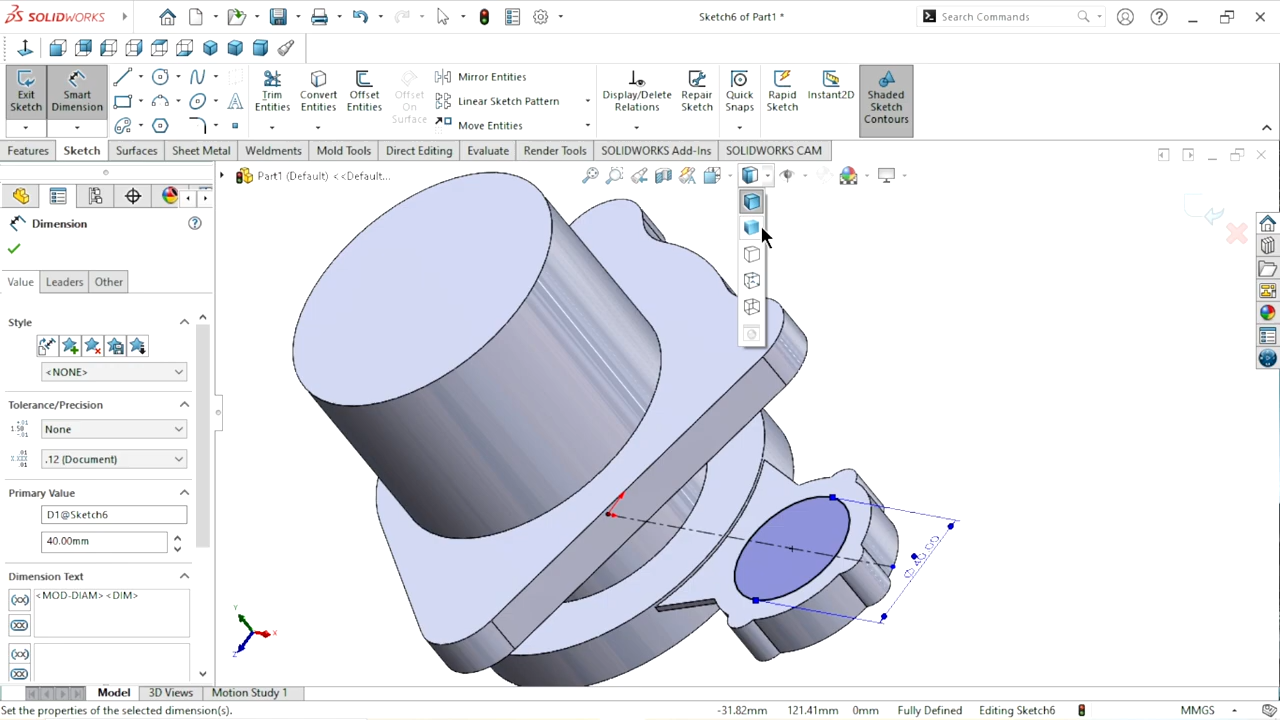 SOLIDWORKS
Sketch6 of Part1 *
Search Commands
Exit Sketch
Smart Dimension
Trim Entities
Convert Entities
Offset Entities
Offset On Surface
Mirror Entities
Linear Sketch Pattern
Move Entities
Display/Delete Relations
Repair Sketch
Quick Snaps
Rapid Sketch
Instant2D
Shaded Sketch Contours
Features Sketch Surfaces Sheet Metal Weldments Mold Tools Direct Editing Evaluate Render Tools SOLIDWORKS Add-Ins SOLIDWORKS CAM
Part1 (Default) <<Default...
Dimension
Value Leaders Other
Style
<NONE>
Tolerance/Precision
None
.12 (Document)
Primary Value
D1@Sketch6
40.00mm
Dimension Text
<MOD-DIAM><DIM>
Ø40.00
Y
X
Z
Model 3D Views Motion Study 1
Set the properties of the selected dimension(s).
-31.82mm 121.41mm 0mm Fully Defined Editing Sketch6 MMGS